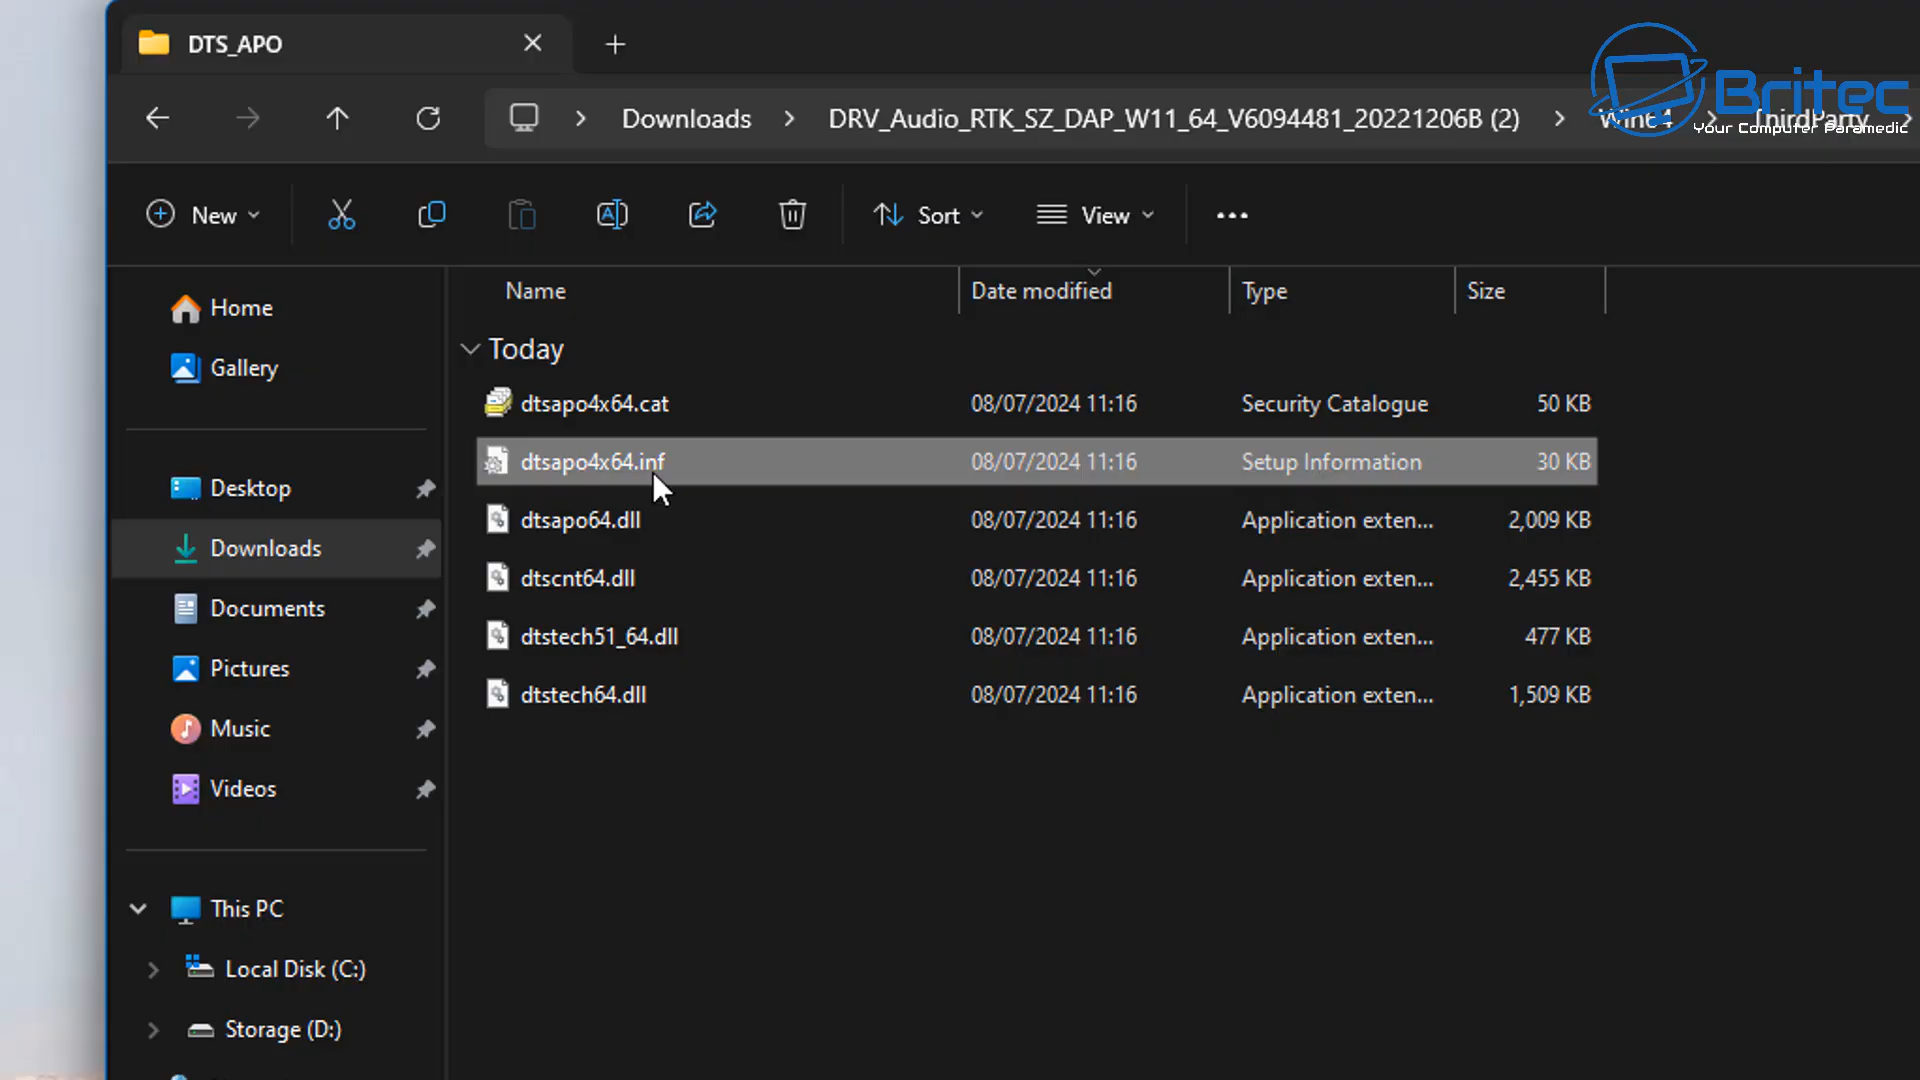 DTS_APO
Downloads
DRV_Audio_RTK_SZ_DAP_W11_64_V6094481_20221206B (2)
Win64
ThirdParty
Britec
Your Computer Paramedic
New
Sort
View
Name
Date modified
Type
Size
Today
dtsapo4x64.cat 08/07/2024 11:16 Security Catalogue 50 KB
dtsapo4x64.inf 08/07/2024 11:16 Setup Information 30 KB
dtsapo64.dll 08/07/2024 11:16 Application exten... 2,009 KB
dtscnt64.dll 08/07/2024 11:16 Application exten... 2,455 KB
dtstech51_64.dll 08/07/2024 11:16 Application exten... 477 KB
dtstech64.dll 08/07/2024 11:16 Application exten... 1,509 KB
Home
Gallery
Desktop
Downloads
Documents
Pictures
Music
Videos
This PC
Local Disk (C:)
Storage (D:)